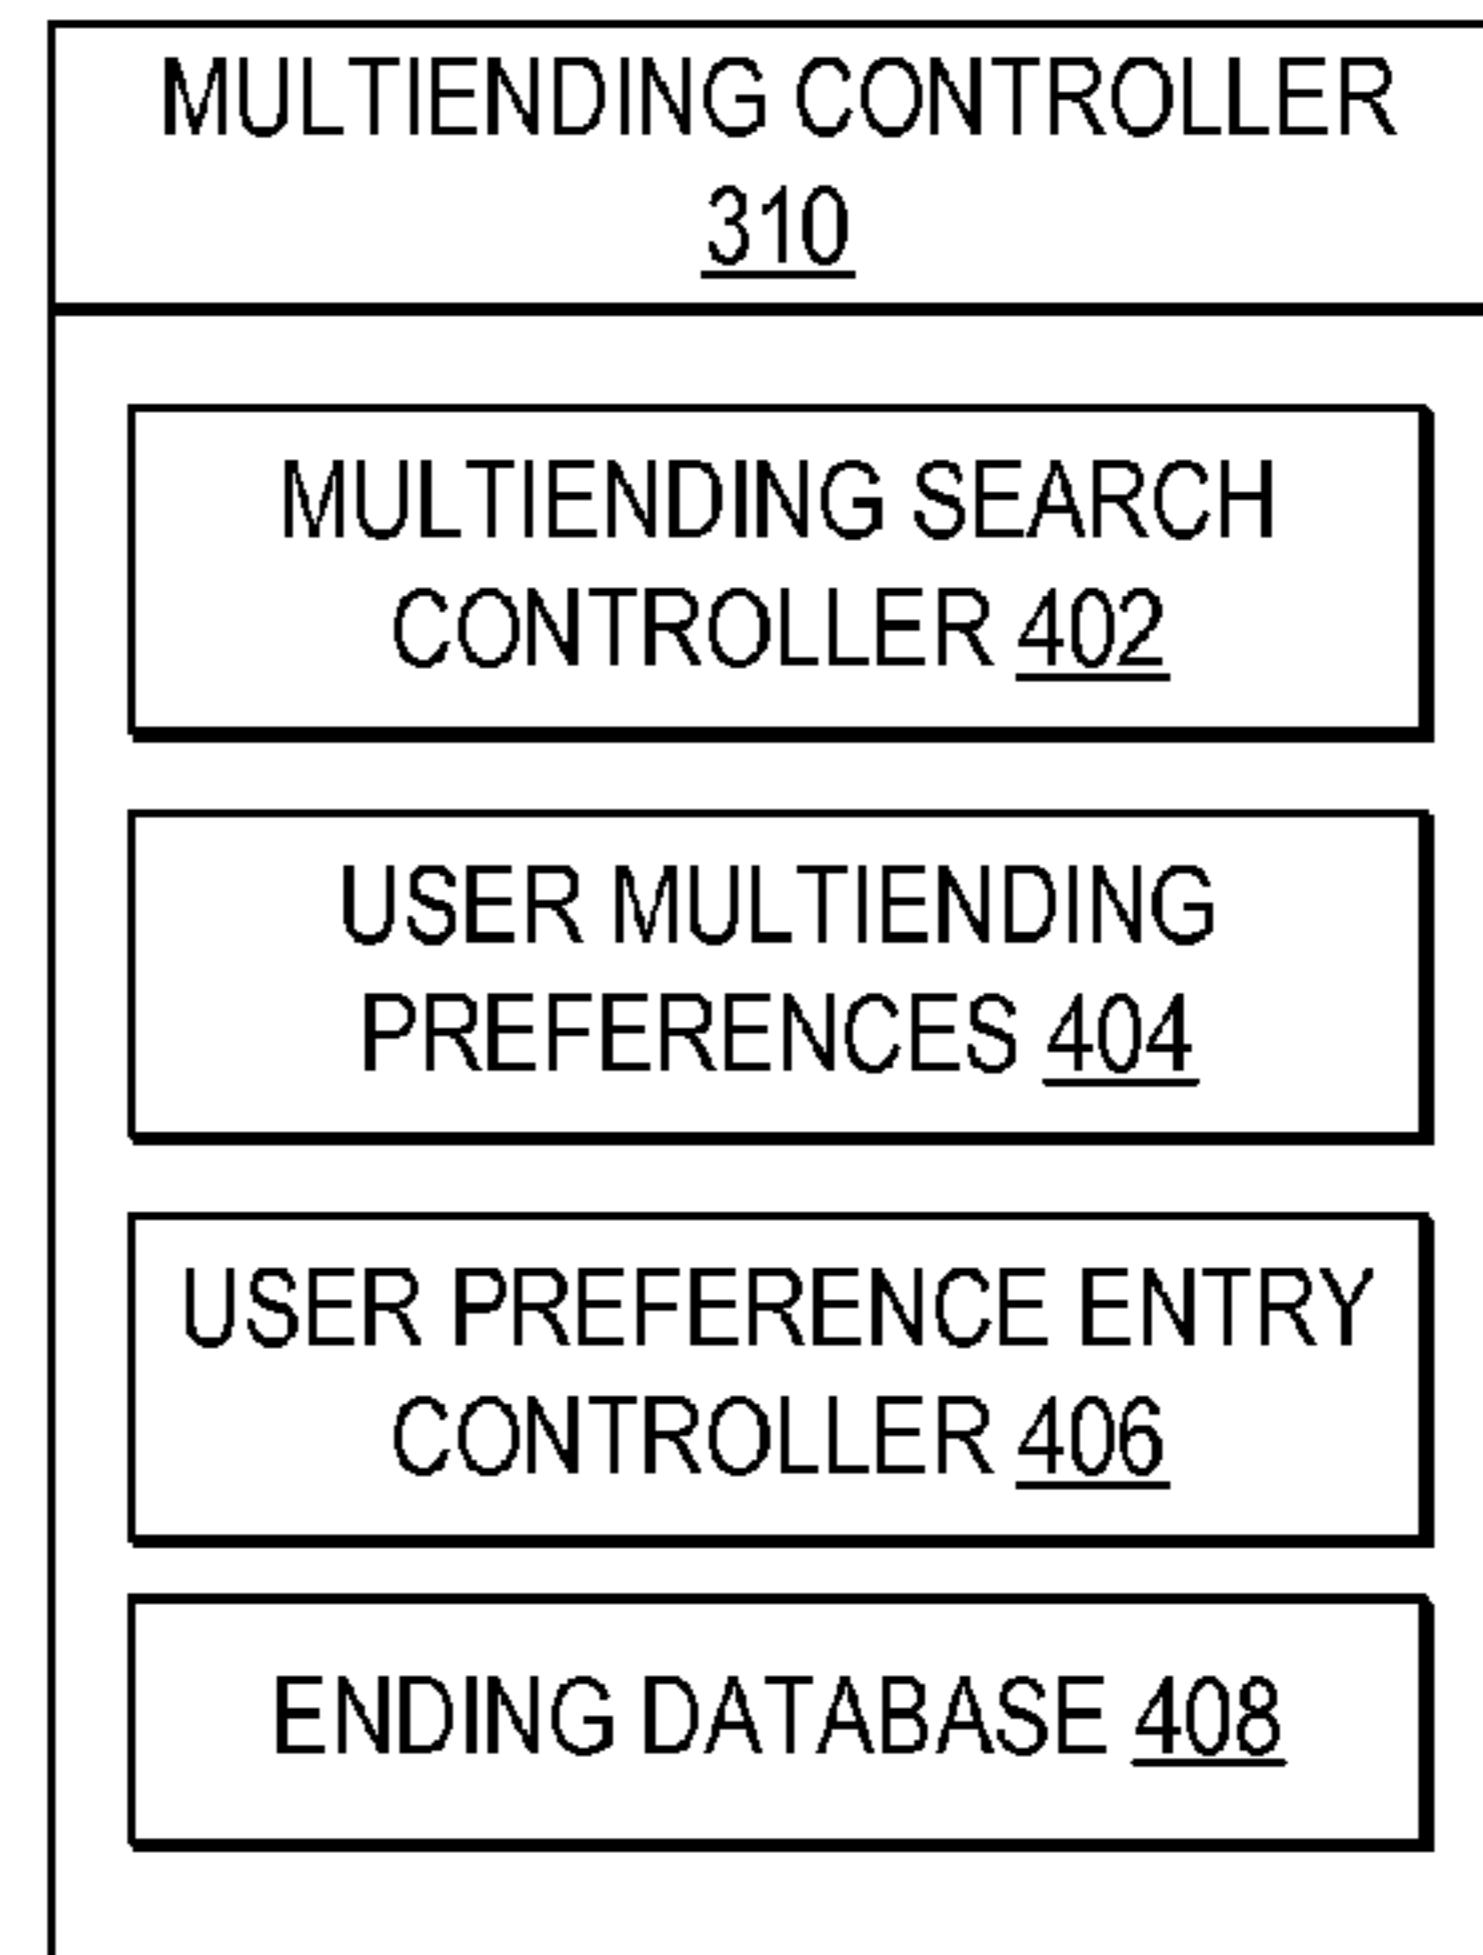 MULTIENDING CONTROLLER
310
MULTIENDING SEARCH
CONTROLLER 402
USER MULTIENDING
PREFERENCES 404
USER PREFERENCE ENTRY
CONTROLLER 406
ENDING DATABASE 408